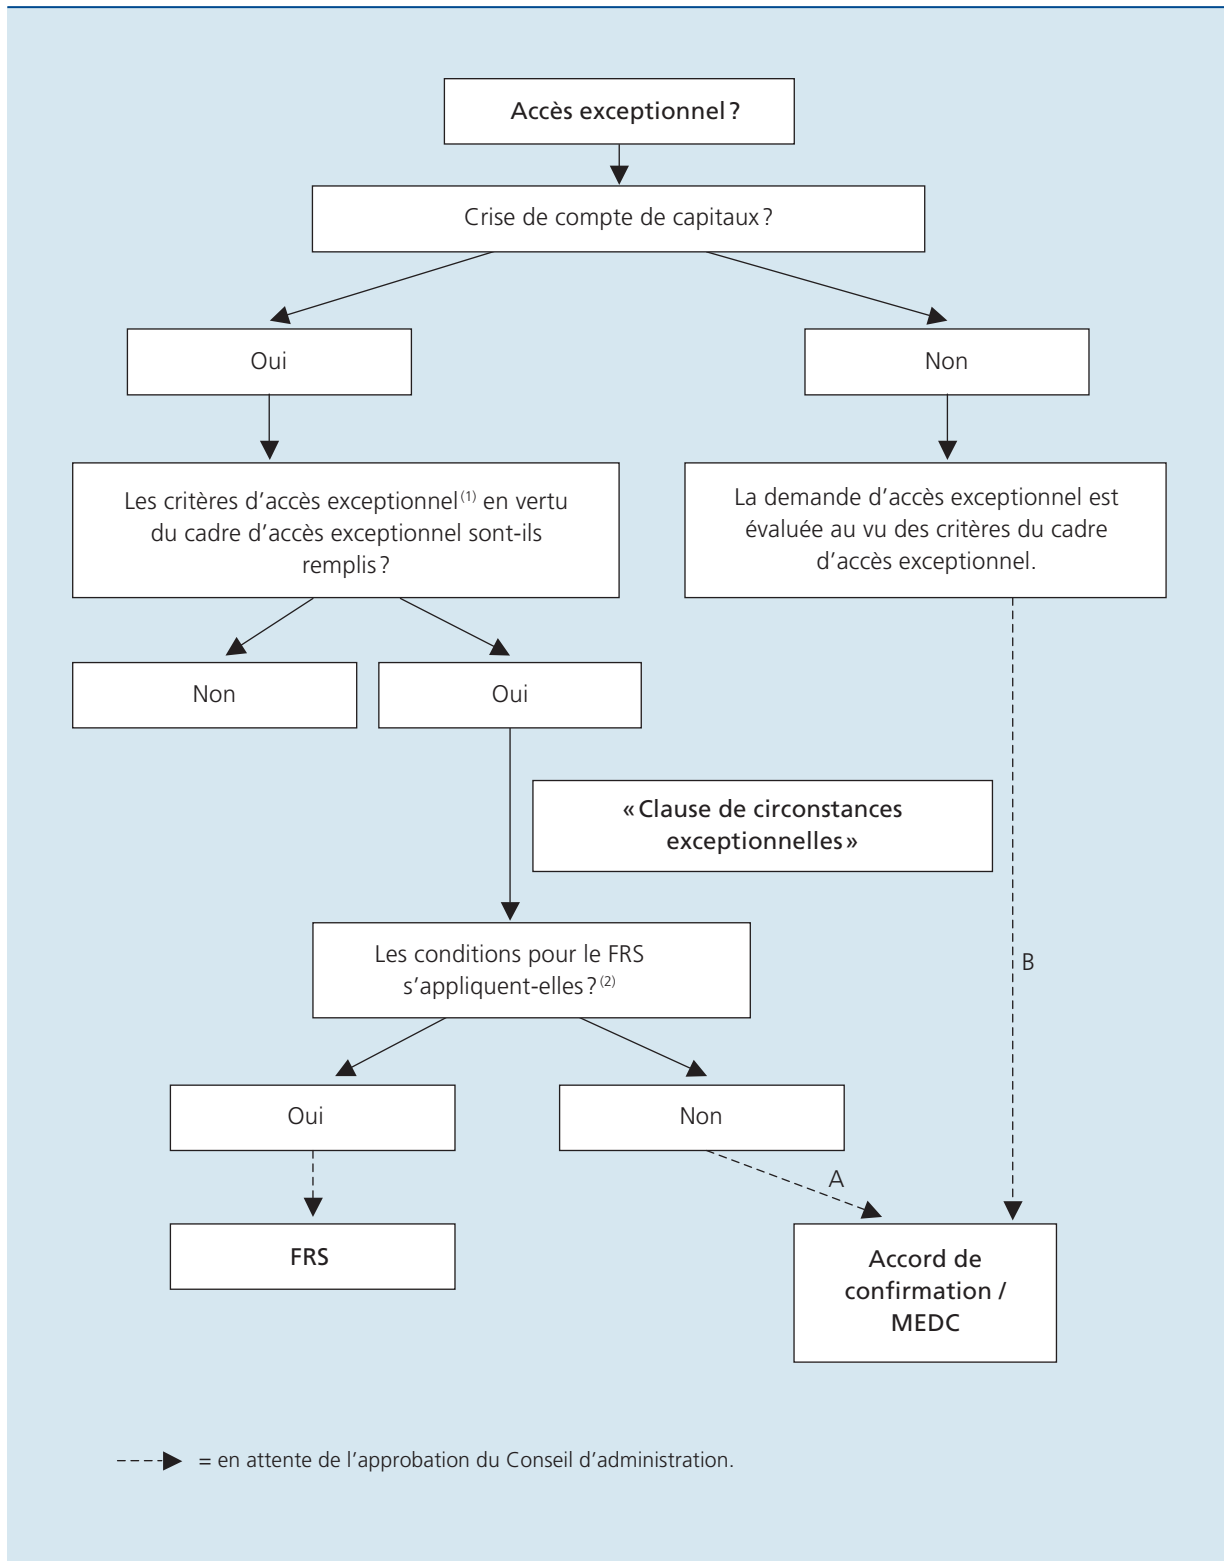 Accès exceptionnel ?
Crise de compte de capitaux ?
Oui
Non
Les critères d'accès exceptionnel (1) en vertu
du cadre d'accès exceptionnel sont-ils
remplis ?
La demande d'accès exceptionnel est
évaluée au vu des critères du cadre
d'accès exceptionnel.
Non
Oui
« Clause de circonstances
exceptionnelles »
Les conditions pour le FRS
s'appliquent-elles ? (2)
B
Oui
Non
A
FRS
Accord de
confirmation /
MEDC
= en attente de l'approbation du Conseil d'administration.